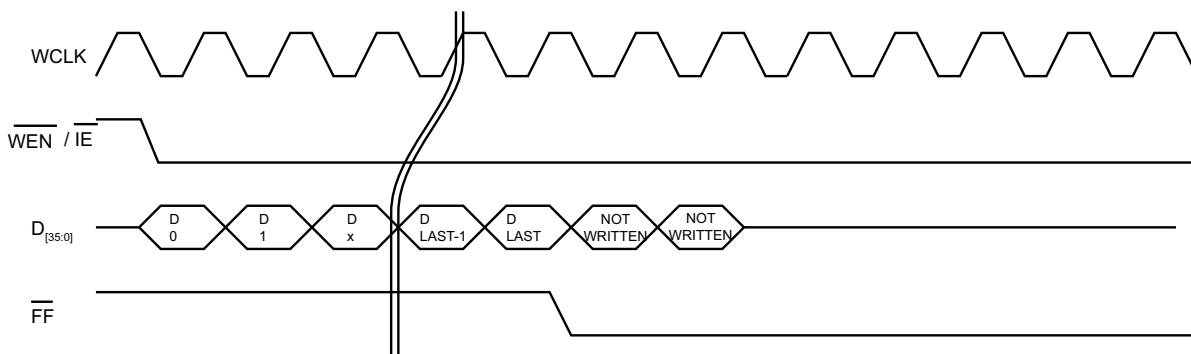 WCLK
WEN / IE
D[35:0]
D
0
D
1
D
x
D
LAST-1
D
LAST
NOT
WRITTEN
NOT
WRITTEN
FF